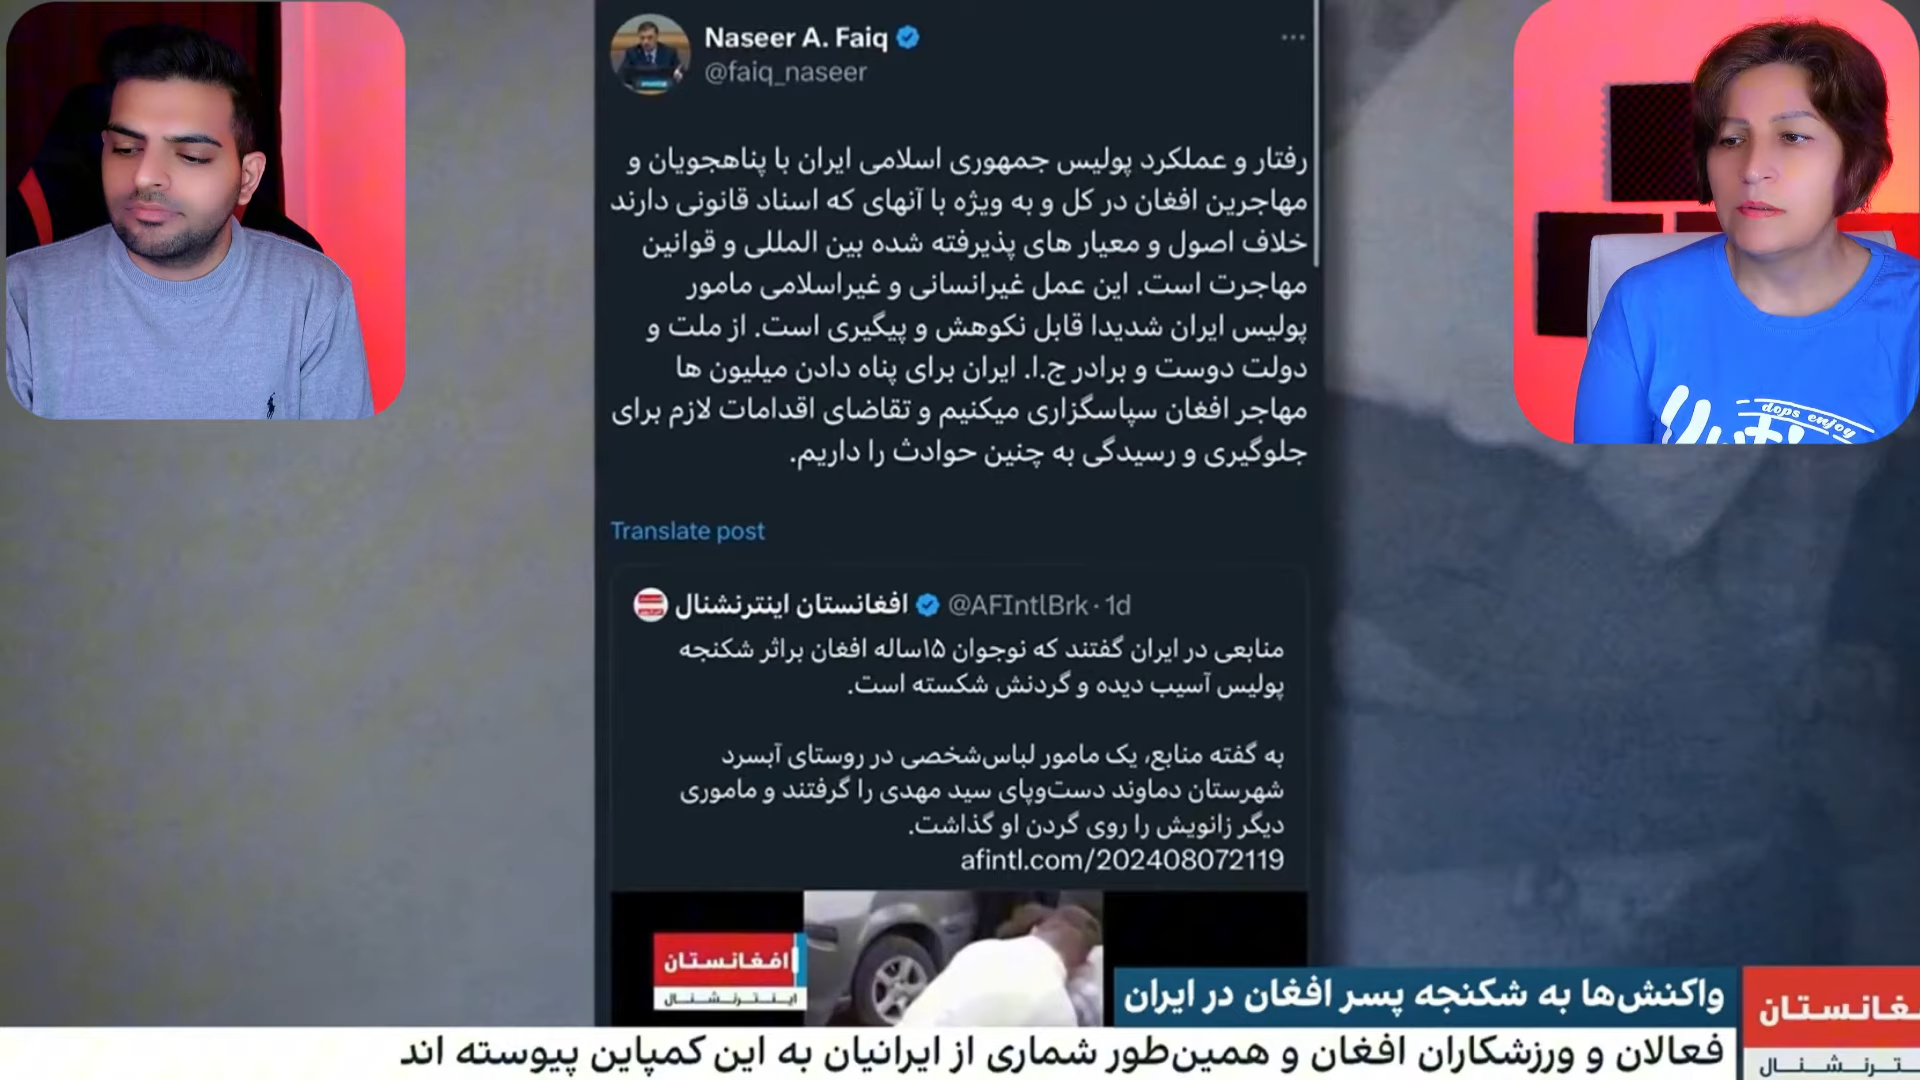 Naseer A. Faiq
@faiq_naseer
رفتار و عملکرد پولیس جمهوری اسلامی ایران با پناهجویان و
مهاجرین افغان در کل و به ویژه با آنهای که اسناد قانونی دارند
خلاف اصول و معیار های پذیرفته شده بین المللی و قوانین
مهاجرت است. این عمل غیرانسانی و غیراسلامی مامور
پولیس ایران شدیدا قابل نکوهش و پیگیری است. از ملت و
دولت دوست و برادر ج.ا. ایران برای پناه دادن میلیون ها
مهاجر افغان سپاسگزاری میکنیم و تقاضای اقدامات لازم برای
جلوگیری و رسیدگی به چنین حوادث را داریم.
Translate post
افغانستان اینترنشنال @AFIntlBrk · 1d
منابعی در ایران گفتند که نوجوان ۱۵ساله افغان براثر شکنجه
پولیس آسیب دیده و گردنش شکسته است.
به گفته منابع، یک مامور لباس‌شخصی در روستای آبسرد
شهرستان دماوند دست‌وپای سید مهدی را گرفتند و ماموری
دیگر زانویش را روی گردن او گذاشت.
afintl.com/202408072119
افغانستان
اینترنشنال
dops enjoy
واکنش‌ها به شکنجه پسر افغان در ایران
فعالان و ورزشکاران افغان و همین‌طور شماری از ایرانیان به این کمپاین پیوسته اند
غانستان
ترنشنال